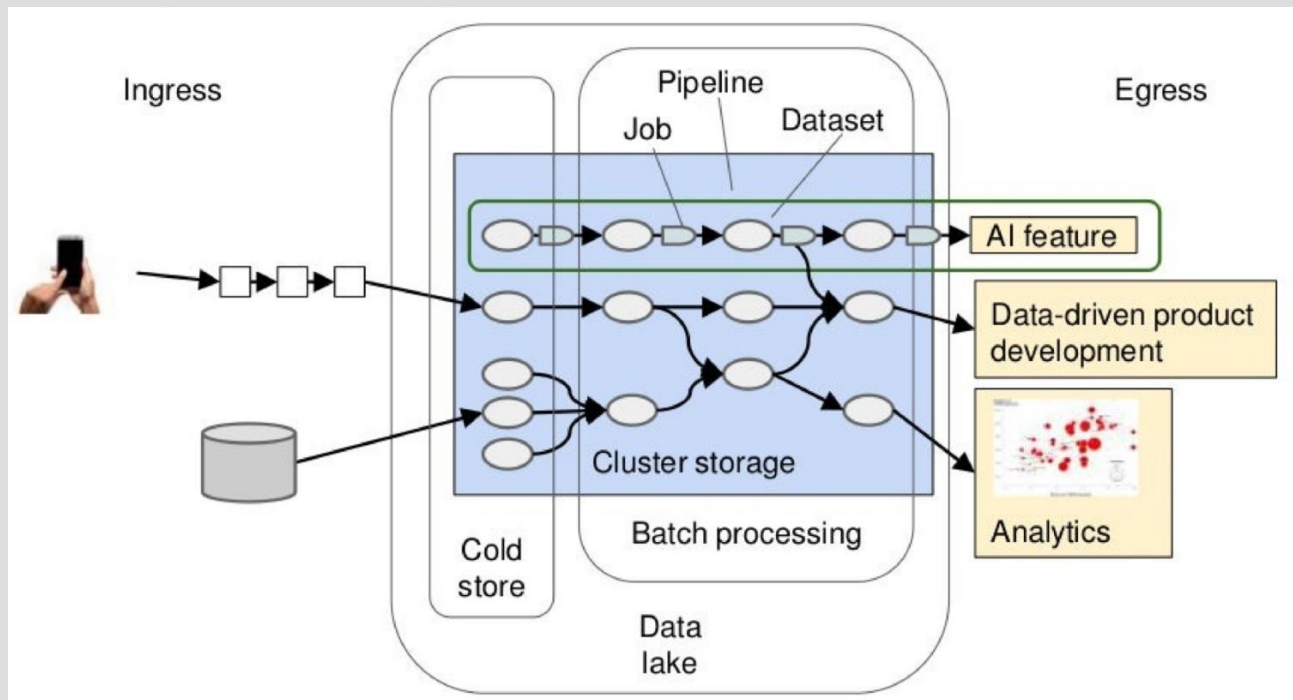 Ingress
Pipeline
Egress
Job
Dataset
AI feature
Data-driven product
development
Cluster storage
Analytics
Batch processing
Cold
store
Data
lake